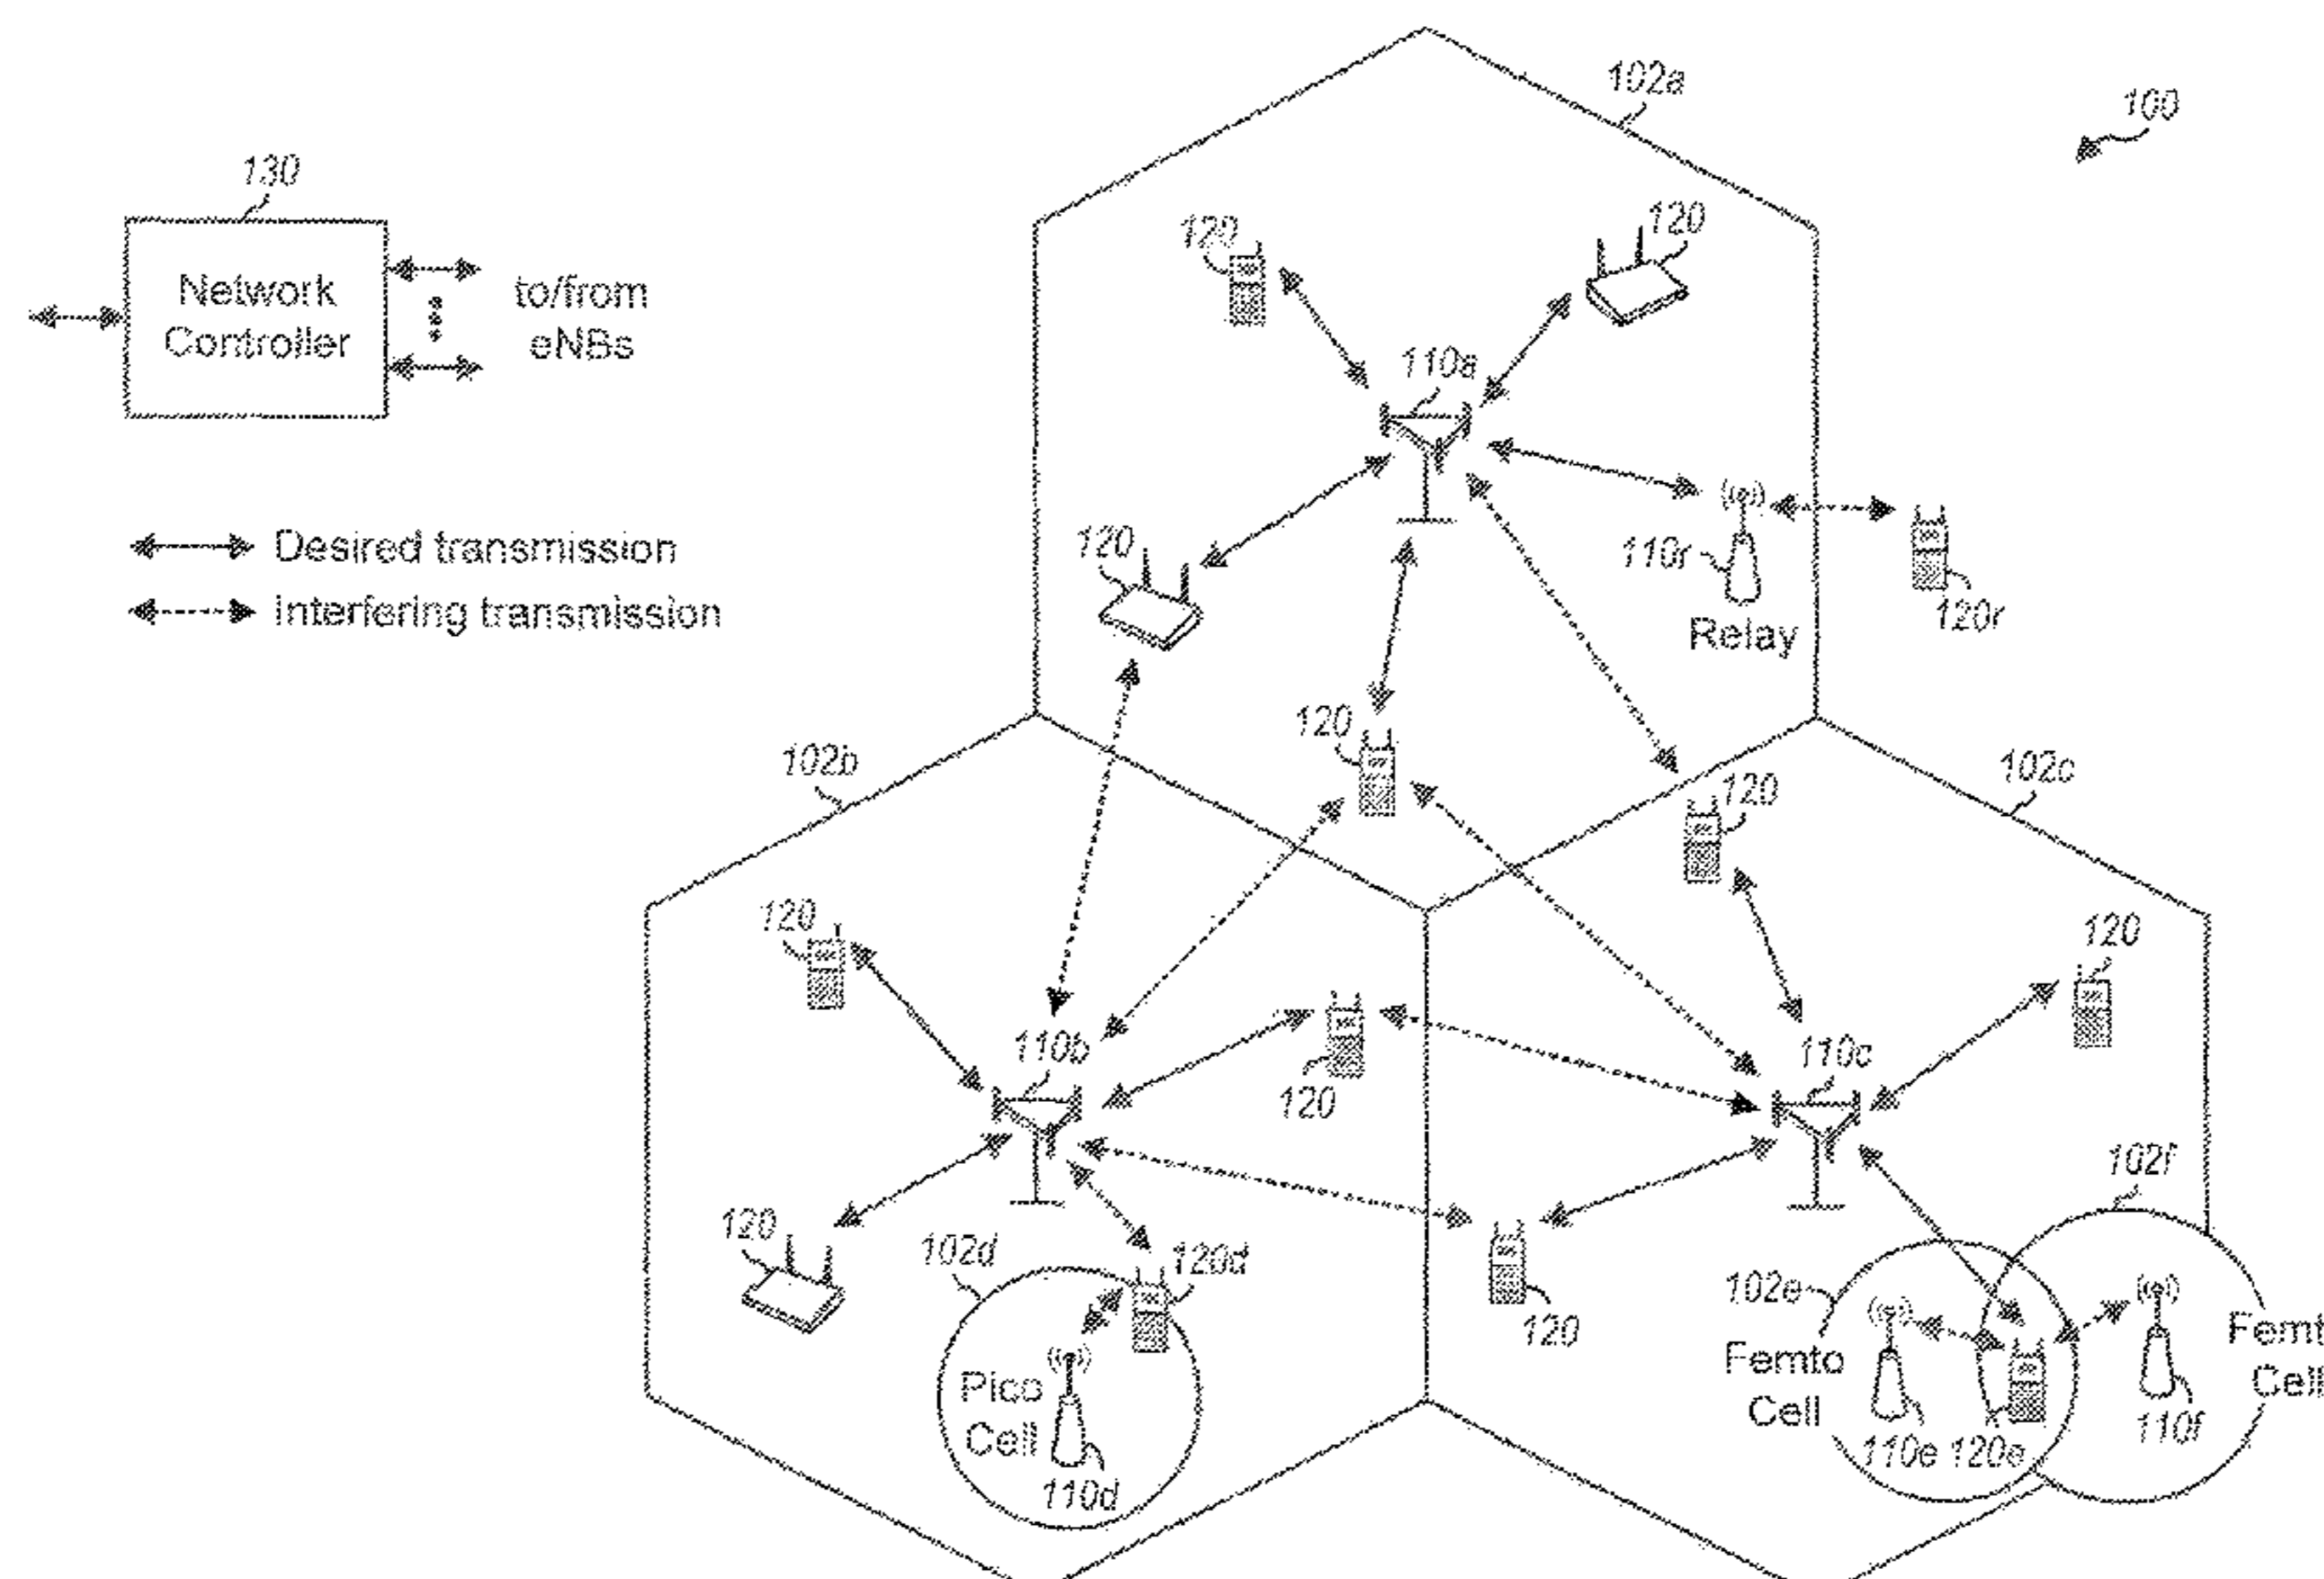 102a
100
130
120
120
Network
Controller
to/from
eNBs
110a
120
Desired transmission
Interfering transmission
110r
Relay
120r
120
102b
120
102c
120
120
110b
120
110c
102f
120
102d
120d
120
102e
Femto
Cell
Femt
Cell
Pico
Cell
110d
110e
120e
110f